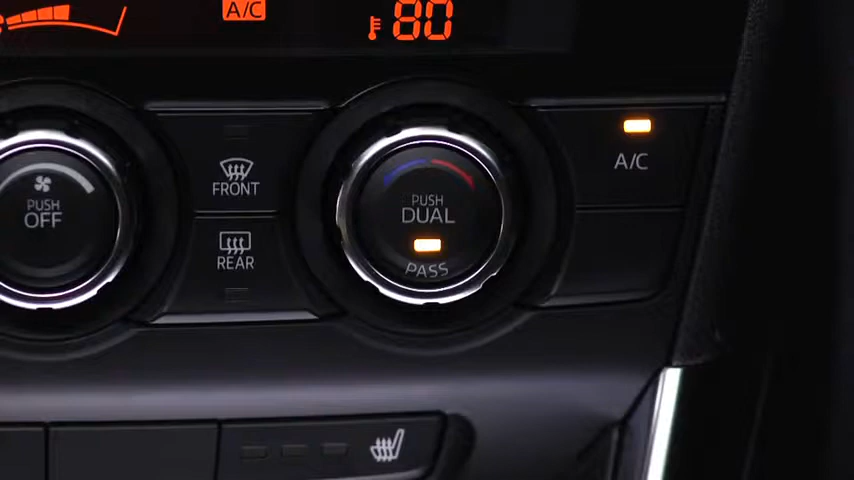 A/C
80
FRONT
A/C
PUSH
OFF
PUSH
DUAL
REAR
PASS